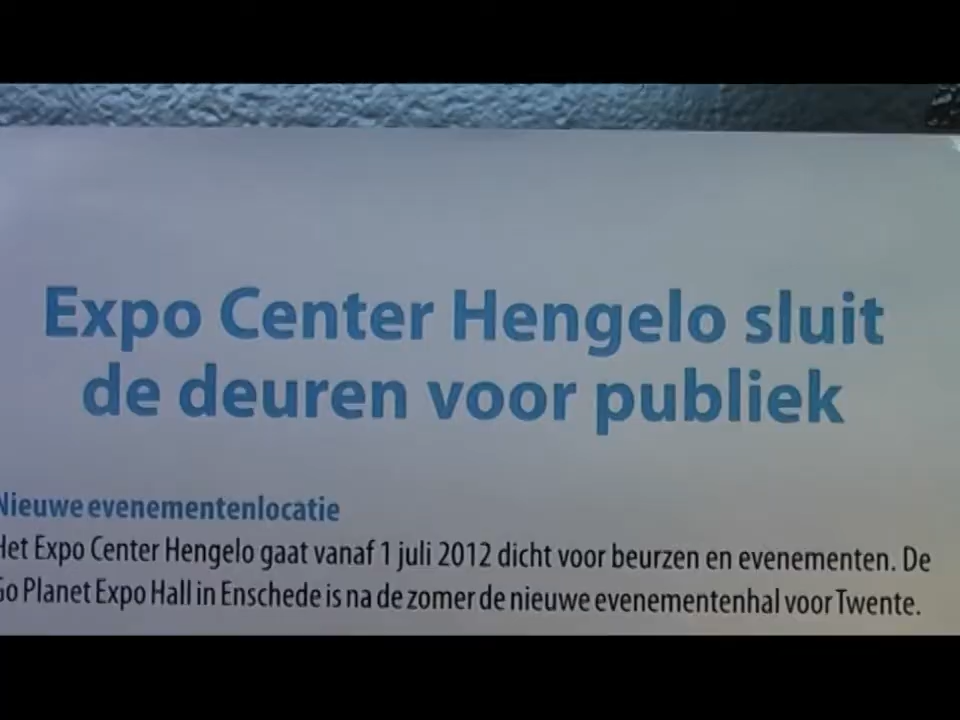 Expo Center Hengelo sluit
de deuren voor publiek
Nieuwe evenementenlocatie
Het Expo Center Hengelo gaat vanaf 1 juli 2012 dicht voor beurzen en evenementen. De
Go Planet Expo Hall in Enschede is na de zomer de nieuwe evenementenhal voor Twente.